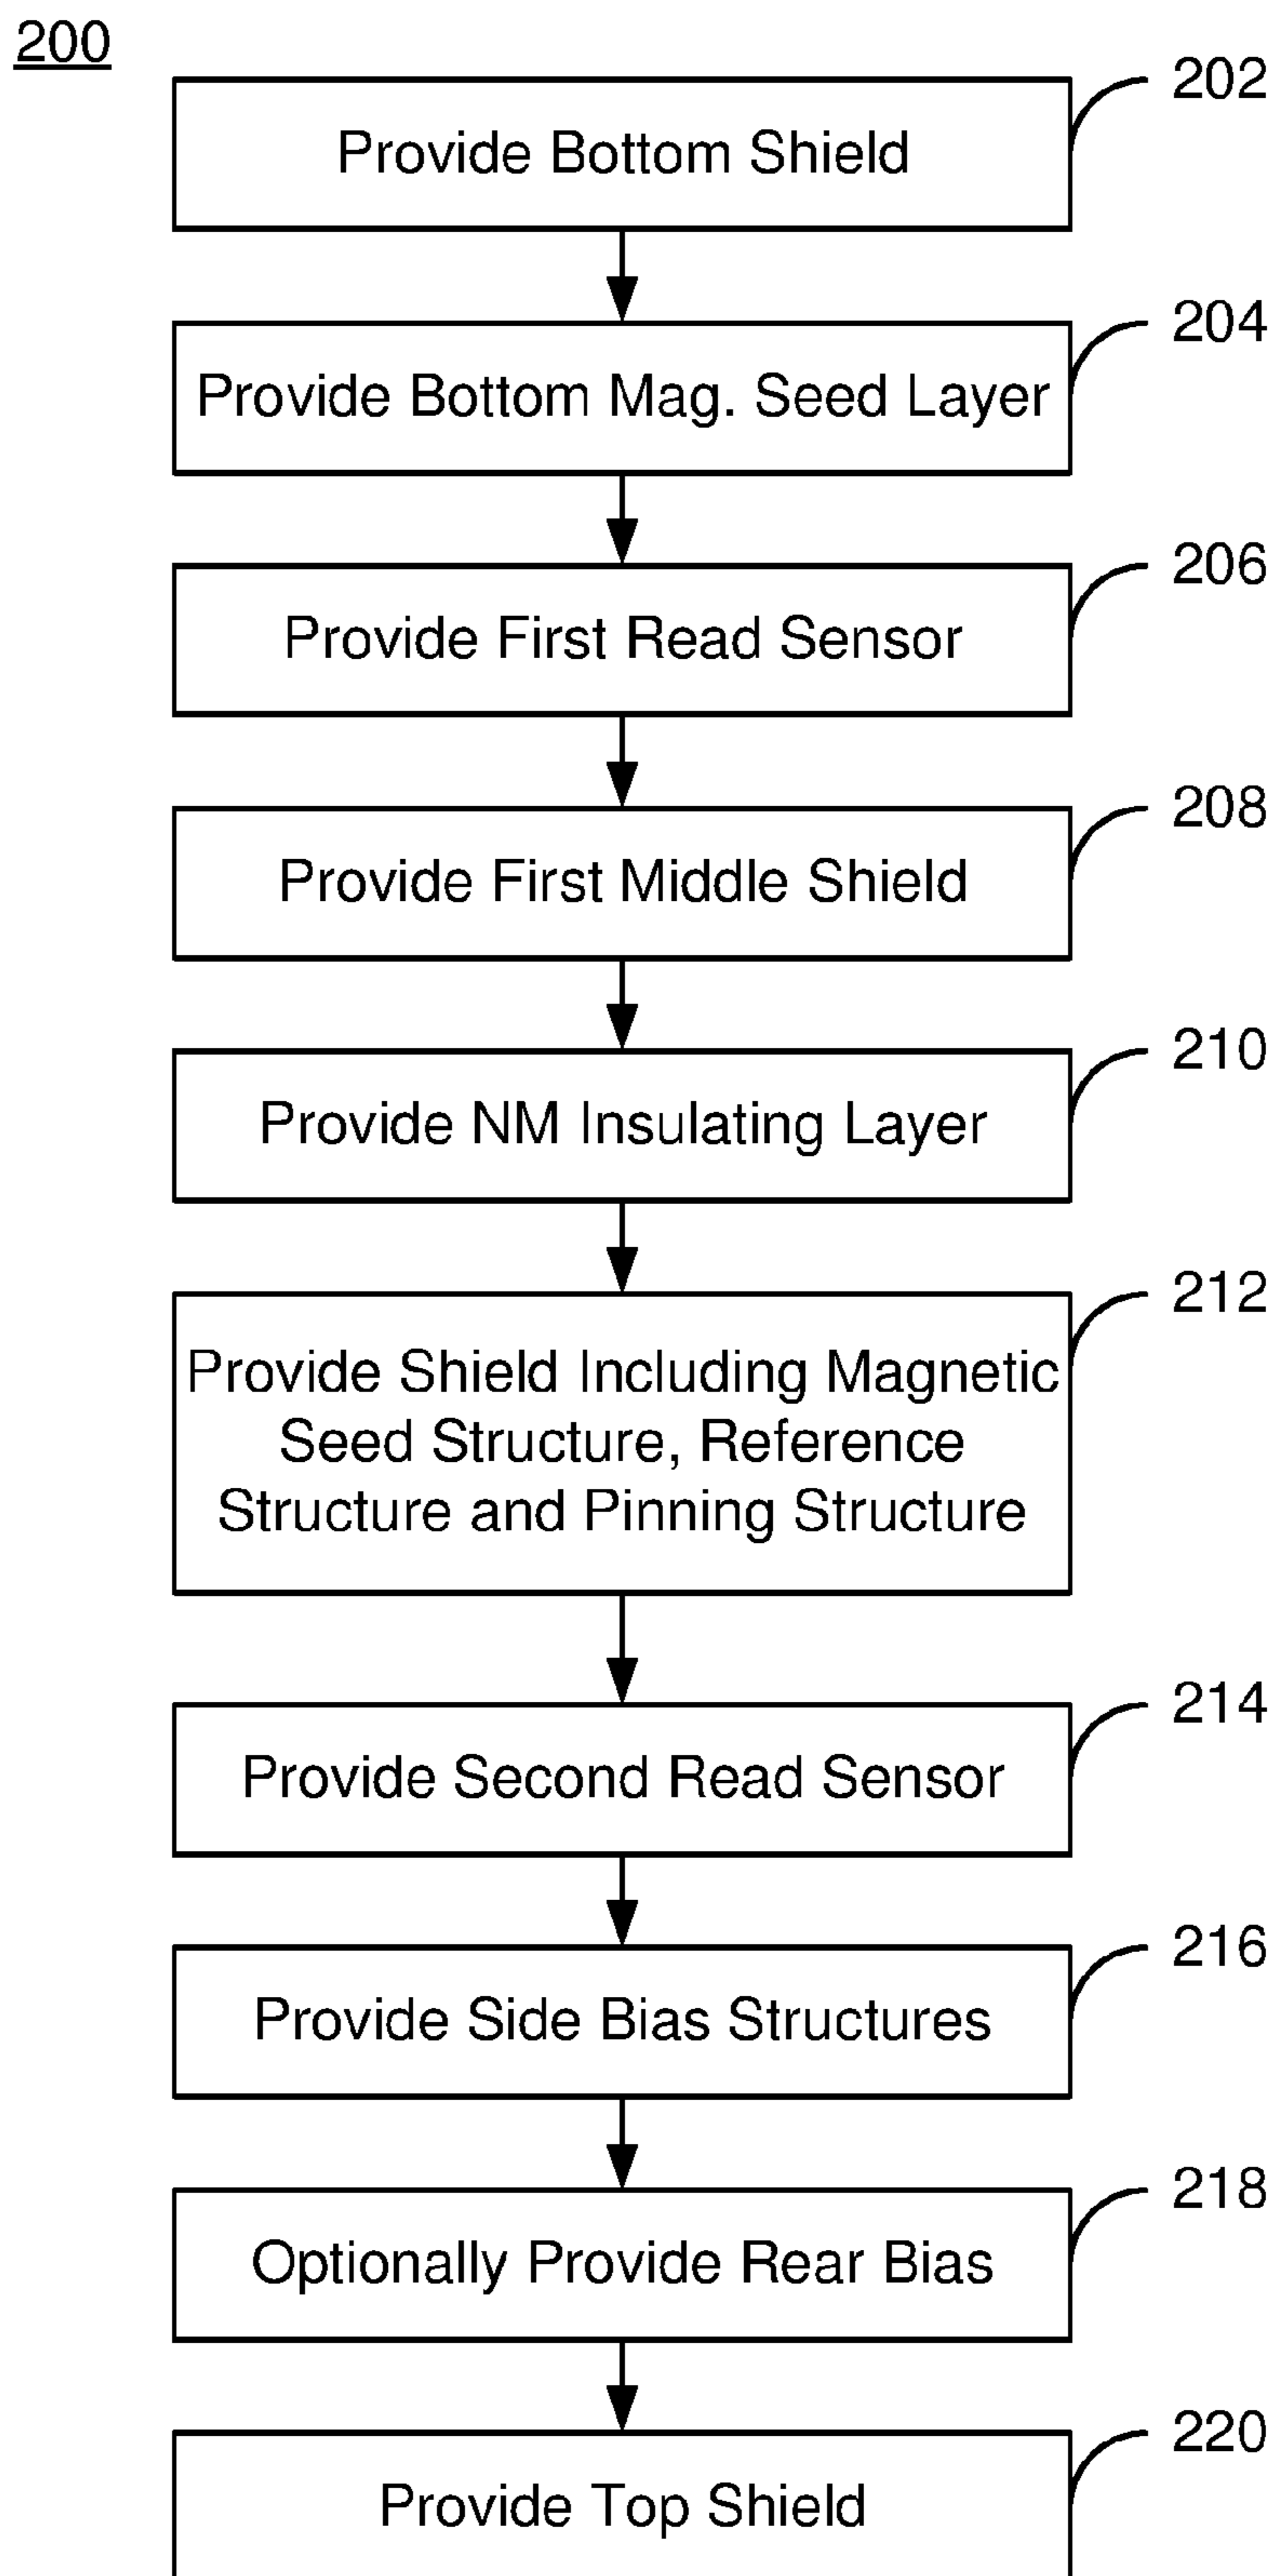 200
Provide Bottom Shield
202
Provide Bottom Mag. Seed Layer
204
Provide First Read Sensor
206
Provide First Middle Shield
208
Provide NM Insulating Layer
210
Provide Shield Including Magnetic
Seed Structure, Reference
Structure and Pinning Structure
212
Provide Second Read Sensor
214
Provide Side Bias Structures
216
Optionally Provide Rear Bias
218
Provide Top Shield
220